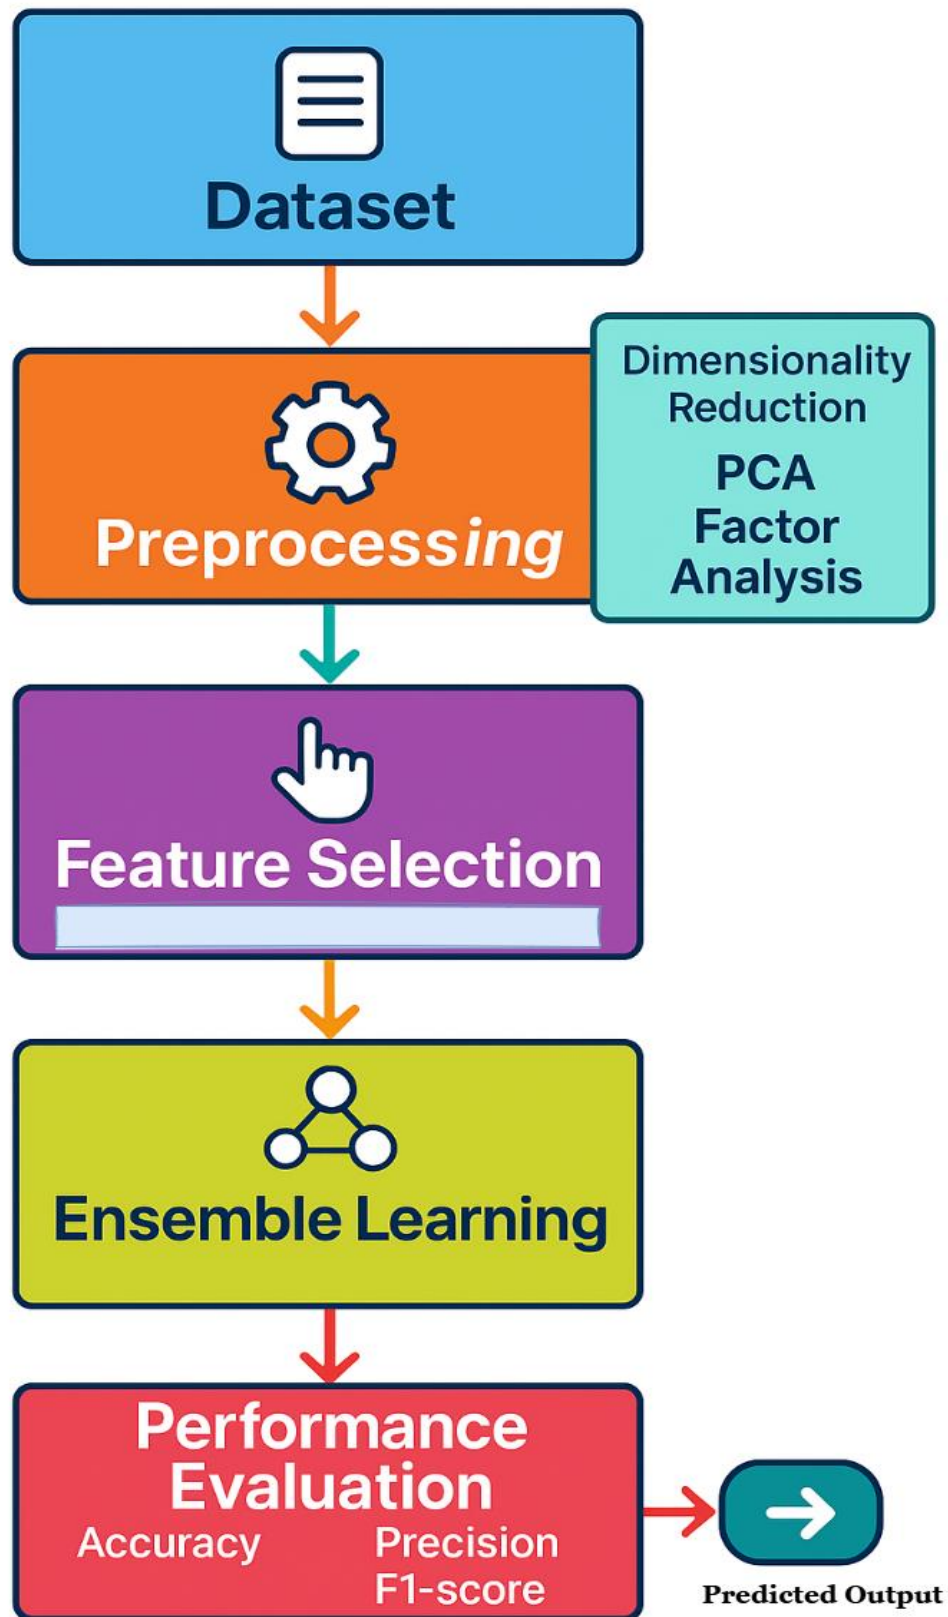 Dataset
Preprocessing
Dimensionality
Reduction
PCA
Factor
Analysis
Feature Selection
Ensemble Learning
Performance
Evaluation
Accuracy
Precision
F1-score
Predicted Output